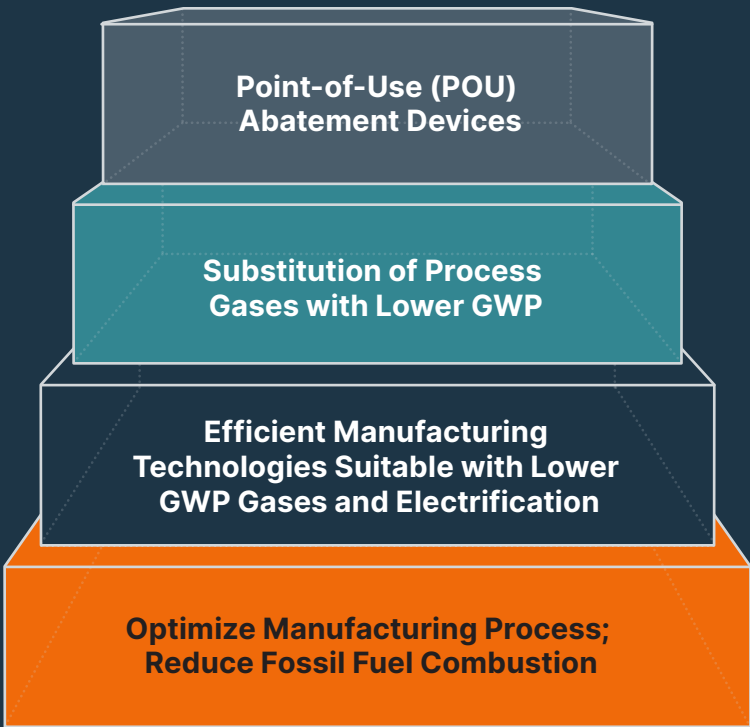 Point-of-Use (POU)
Abatement Devices
Substitution of Process
Gases with Lower GWP
Efficient Manufacturing
Technologies Suitable with Lower
GWP Gases and Electrification
Optimize Manufacturing Process;
Reduce Fossil Fuel Combustion